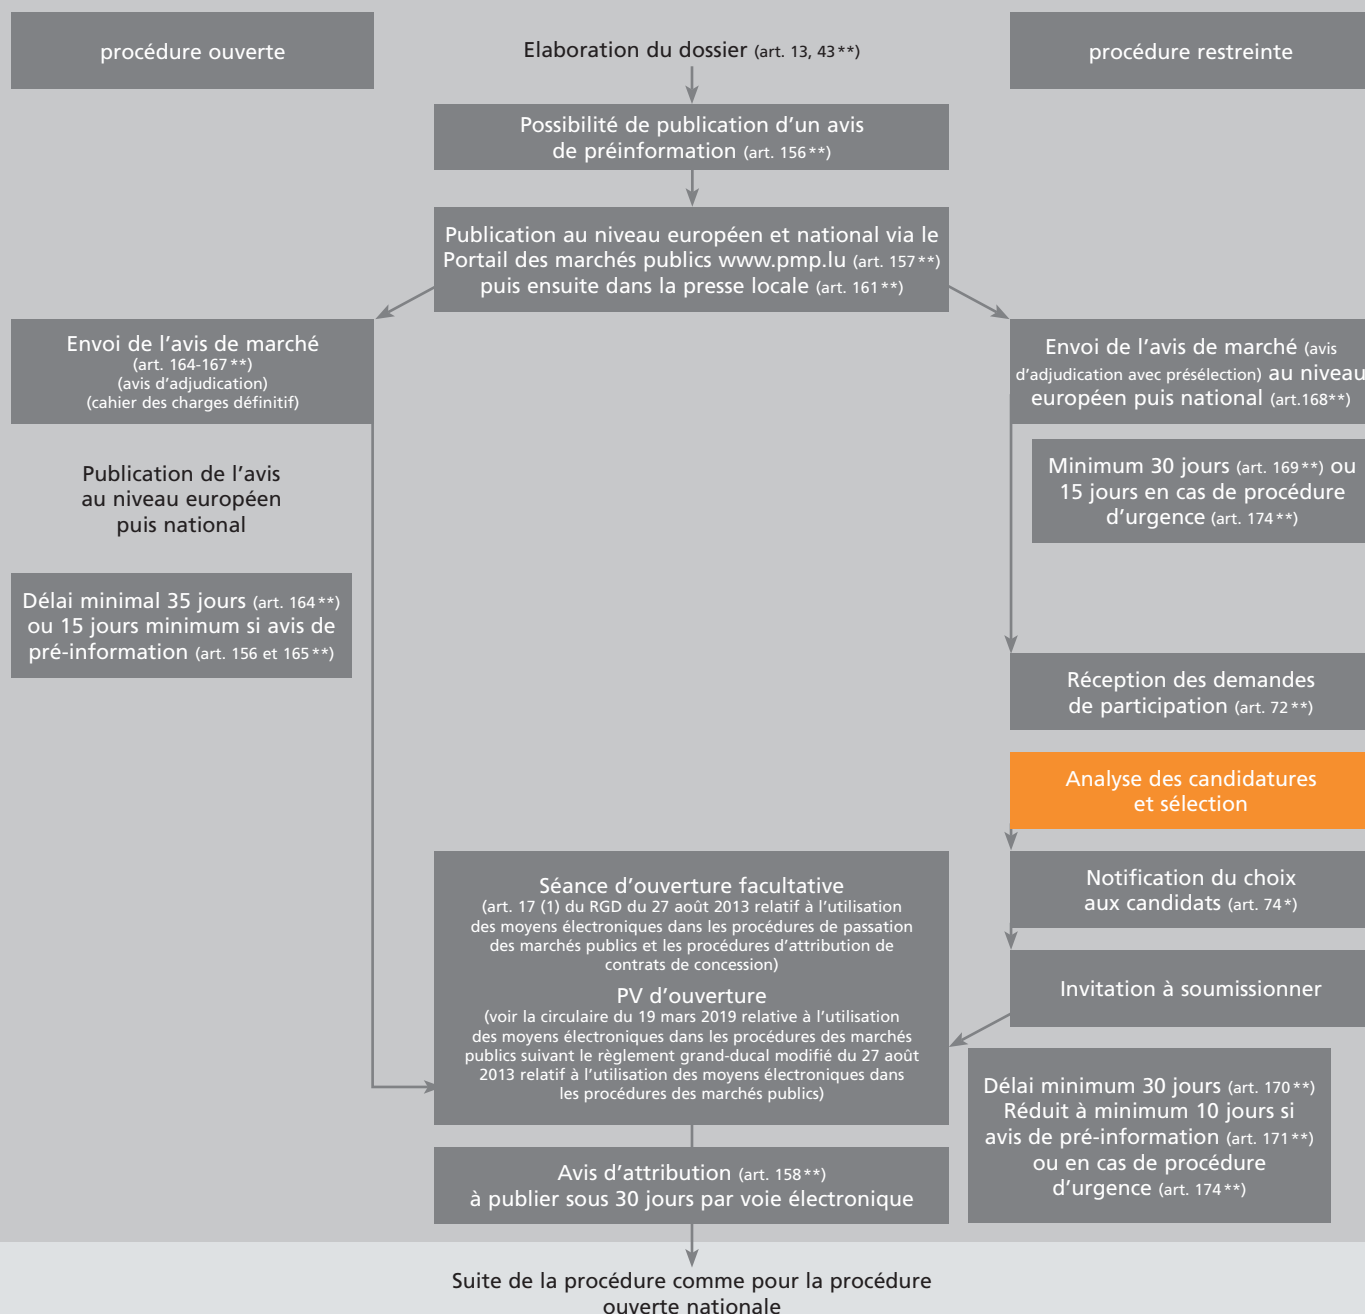 procédure ouverte
Elaboration du dossier (art. 13, 43**)
procédure restreinte
Possibilité de publication d’un avis
de préinformation (art. 156**)
Publication au niveau européen et national via le
Portail des marchés publics www.pmp.lu (art. 157**)
puis ensuite dans la presse locale (art. 161**)
Envoi de l’avis de marché
(art. 164-167**)
(avis d’adjudication)
(cahier des charges définitif)
Publication de l’avis
au niveau européen
puis national
Délai minimal 35 jours (art. 164**)
ou 15 jours minimum si avis de
pré-information (art. 156 et 165**)
Envoi de l’avis de marché (avis
d’adjudication avec présélection) au niveau
européen puis national (art.168**)
Minimum 30 jours (art. 169**) ou
15 jours en cas de procédure
d’urgence (art. 174**)
Réception des demandes
de participation (art. 72**)
Analyse des candidatures
et sélection
Notification du choix
aux candidats (art. 74*)
Invitation à soumissionner
Délai minimum 30 jours (art. 170**)
Réduit à minimum 10 jours si
avis de pré-information (art. 171**)
ou en cas de procédure
d’urgence (art. 174**)
Séance d’ouverture facultative
(art. 17 (1) du RGD du 27 août 2013 relatif à l’utilisation
des moyens électroniques dans les procédures de passation
des marchés publics et les procédures d’attribution de
contrats de concession)
PV d’ouverture
(voir la circulaire du 19 mars 2019 relative à l’utilisation
des moyens électroniques dans les procédures des marchés
publics suivant le règlement grand-ducal modifié du 27 août
2013 relatif à l’utilisation des moyens électroniques dans
les procédures des marchés publics)
Avis d’attribution (art. 158**)
à publier sous 30 jours par voie électronique
Suite de la procédure comme pour la procédure
ouverte nationale